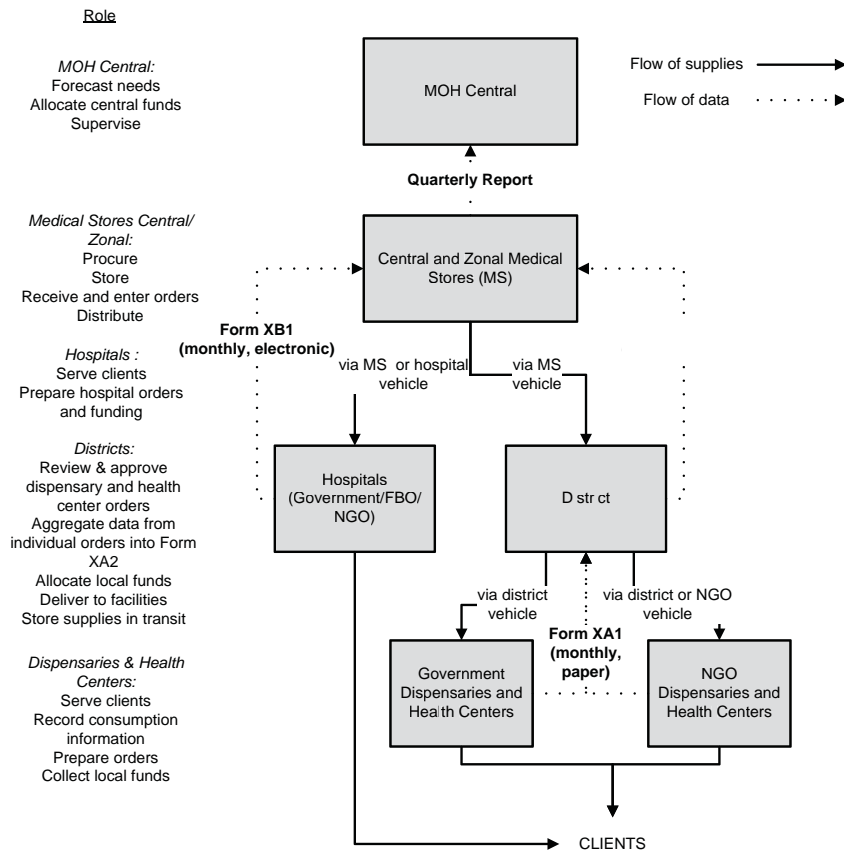 Role
MOH Central:
Forecast needs
Allocate central funds
Supervise
MOH Central
Flow of supplies
Flow of data
Quarterly Report
Medical Stores Central/
Zonal:
Procure
Store
Receive and enter orders
Distribute
Central and Zonal Medical
Stores (MS)
Form XB1
(monthly, electronic)
via MS or hospital
vehicle
via MS
vehicle
Hospitals :
Serve clients
Prepare hospital orders
and funding
Districts:
Review & approve
dispensary and health
center orders
Aggregate data from
individual orders into Form
XA2
Allocate local funds
Deliver to facilities
Store supplies in transit
Hospitals
(Government/FBO/
NGO)
D str ct
via district
vehicle
via district or NGO
vehicle
Form XA1
(monthly,
paper)
Dispensaries & Health
Centers:
Serve clients
Record consumption
information
Prepare orders
Collect local funds
Government
Dispensaries and
Health Centers
NGO
Dispensaries and
Health Centers
CLIENTS